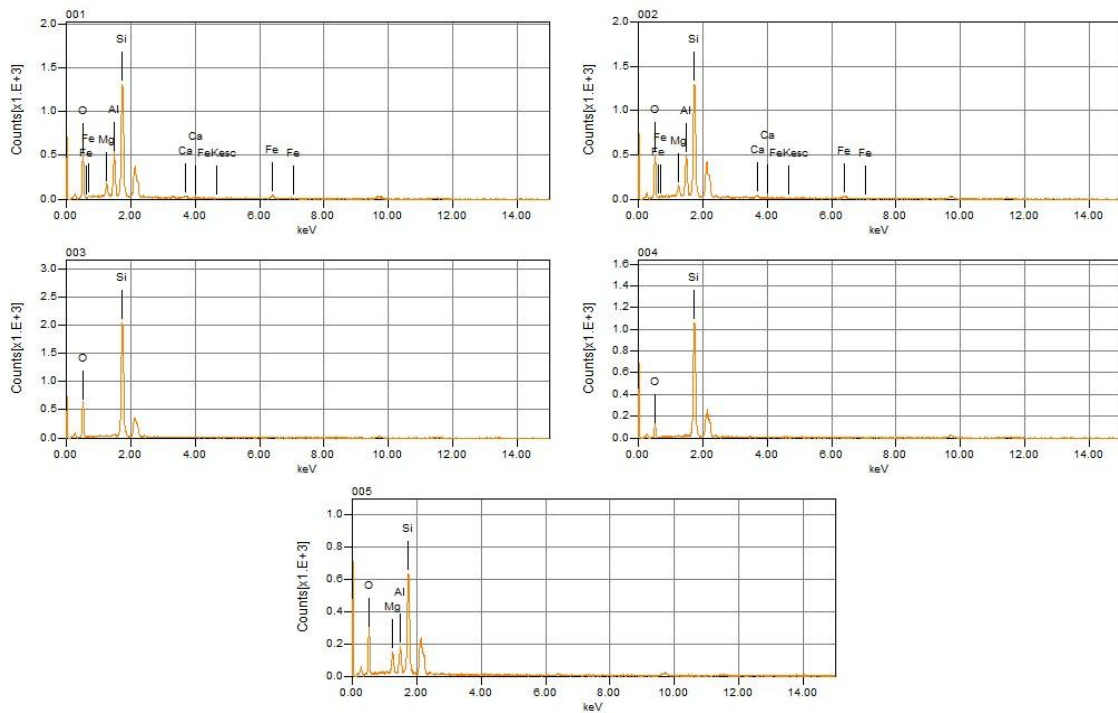 001
Counts[x1.E+3]
2.0
1.5
1.0
0.5
0.0
Si
O
Al
Fe
Mg
Fe
Ca
Ca
FeKesc
Fe
Fe
0.00 2.00 4.00 6.00 8.00 10.00 12.00 14.00
keV
002
Counts[x1.E+3]
2.0
1.5
1.0
0.5
0.0
Si
O
Al
Fe
Mg
Fe
Ca
Ca
FeKesc
Fe
Fe
0.00 2.00 4.00 6.00 8.00 10.00 12.00 14.00
keV
003
Counts[x1.E+3]
3.0
2.5
2.0
1.5
1.0
0.5
0.0
Si
O
0.00 2.00 4.00 6.00 8.00 10.00 12.00 14.00
keV
004
Counts[x1.E+3]
1.6
1.4
1.2
1.0
0.8
0.6
0.4
0.2
0.0
Si
O
0.00 2.00 4.00 6.00 8.00 10.00 12.00 14.00
keV
005
Counts[x1.E+3]
1.0
0.8
0.6
0.4
0.2
0.0
Si
O
Al
Mg
0.00 2.00 4.00 6.00 8.00 10.00 12.00 14.00
keV